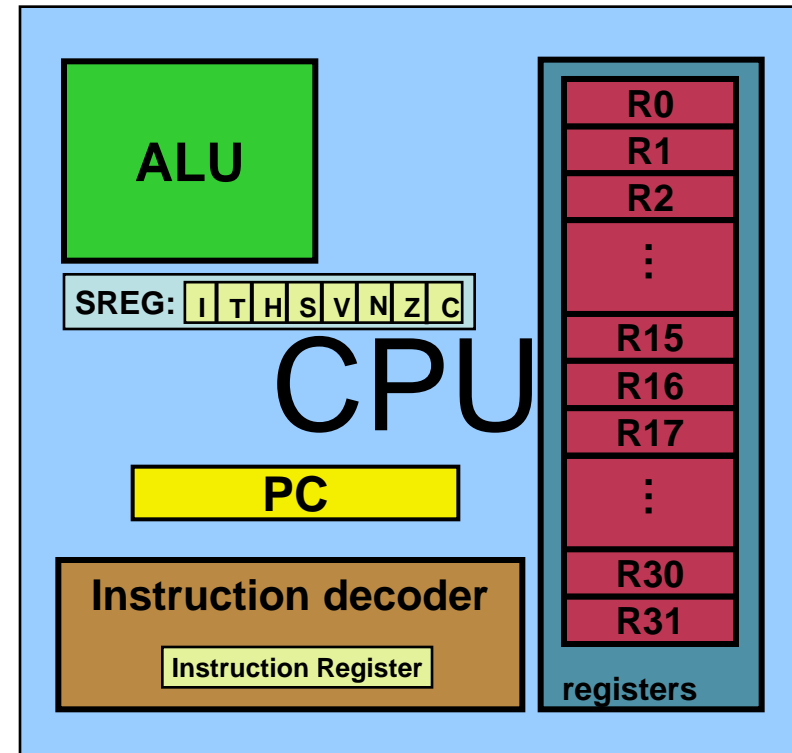 ALU
SREG: I T H S V N Z C
CPU
PC
Instruction decoder
Instruction Register
R0
R1
R2
⋮
R15
R16
R17
⋮
R30
R31
registers